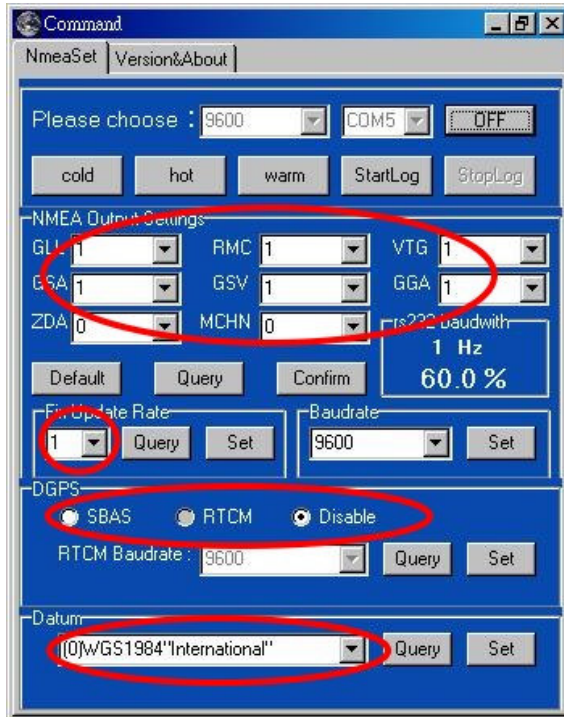 Command
NmeaSet Version&About
Please choose : 9600 COM5 OFF
cold hot warm StartLog StopLog
NMEA Output Settings
GLL 1 RMC 1 VTG 1
GSA 1 GSV 1 GGA 1
ZDA 0 MCHN 0
rs232 baudwith
1 Hz
60.0 %
Default Query Confirm
Fix Update Rate
1 Query Set
Baudrate
9600 Set
DGPS
SBAS RTCM Disable
RTCM Baudrate : 9600 Query Set
Datum
(0)WGS1984"International" Query Set